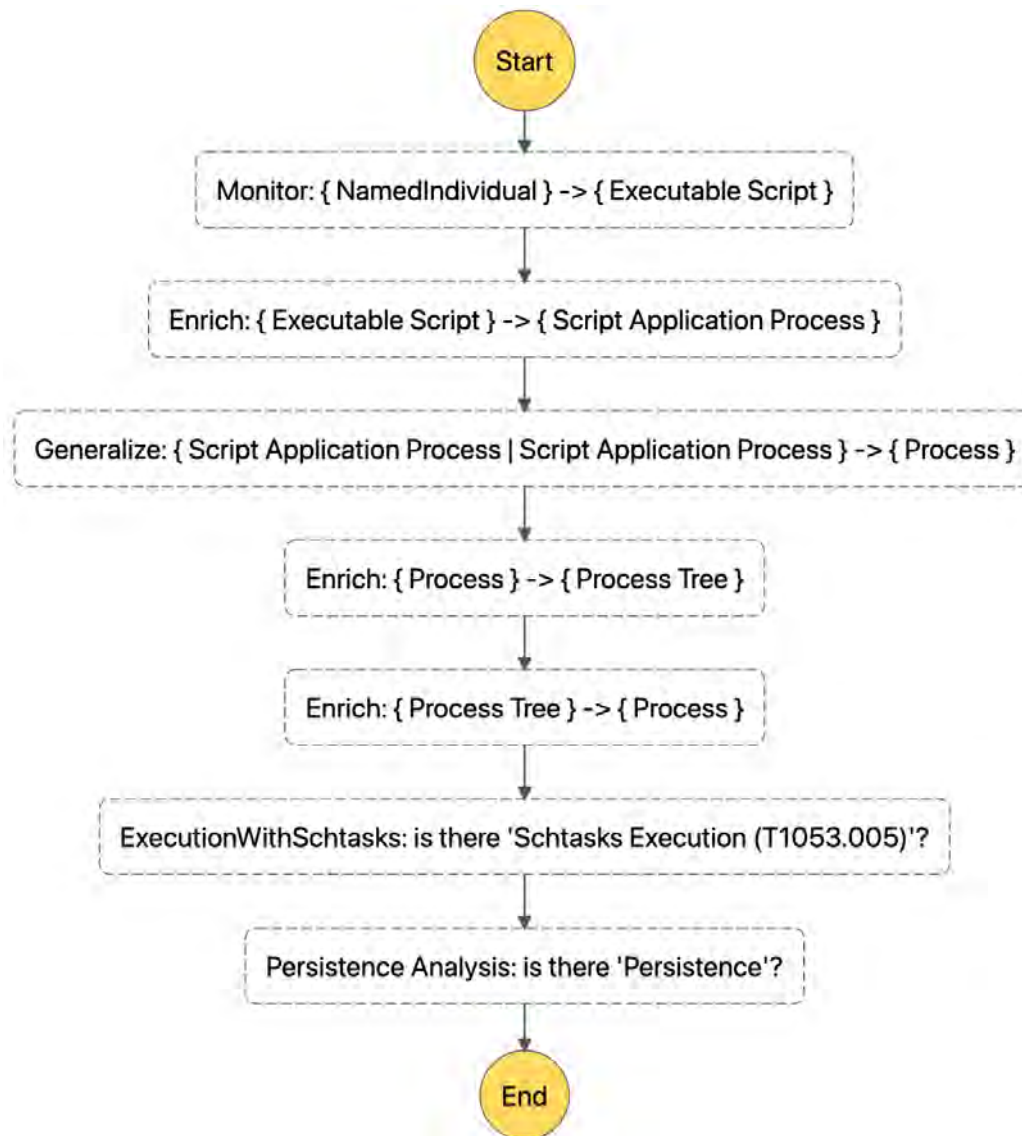 Start
Monitor: { NamedIndividual } -> { Executable Script }
Enrich: { Executable Script } -> { Script Application Process }
Generalize: { Script Application Process | Script Application Process } -> { Process }
Enrich: { Process } -> { Process Tree }
Enrich: { Process Tree } -> { Process }
ExecutionWithSchtasks: is there 'Schtasks Execution (T1053.005)'?
Persistence Analysis: is there 'Persistence'?
End